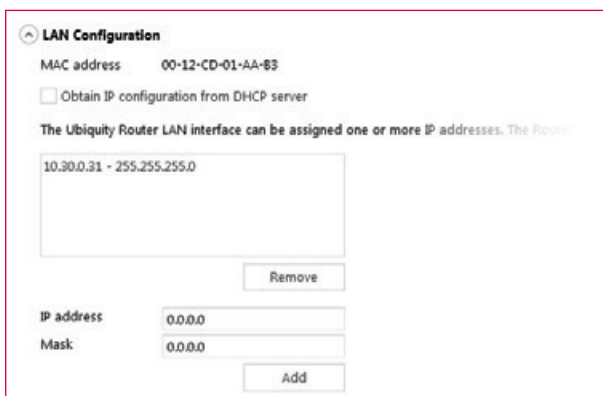 LAN Configuration
MAC address 00-12-CD-01-AA-B3
Obtain IP configuration from DHCP server
The Ubiquity Router LAN interface can be assigned one or more IP addresses. The Router
10.30.0.31 - 255.255.255.0
Remove
IP address 0.0.0.0
Mask 0.0.0.0
Add